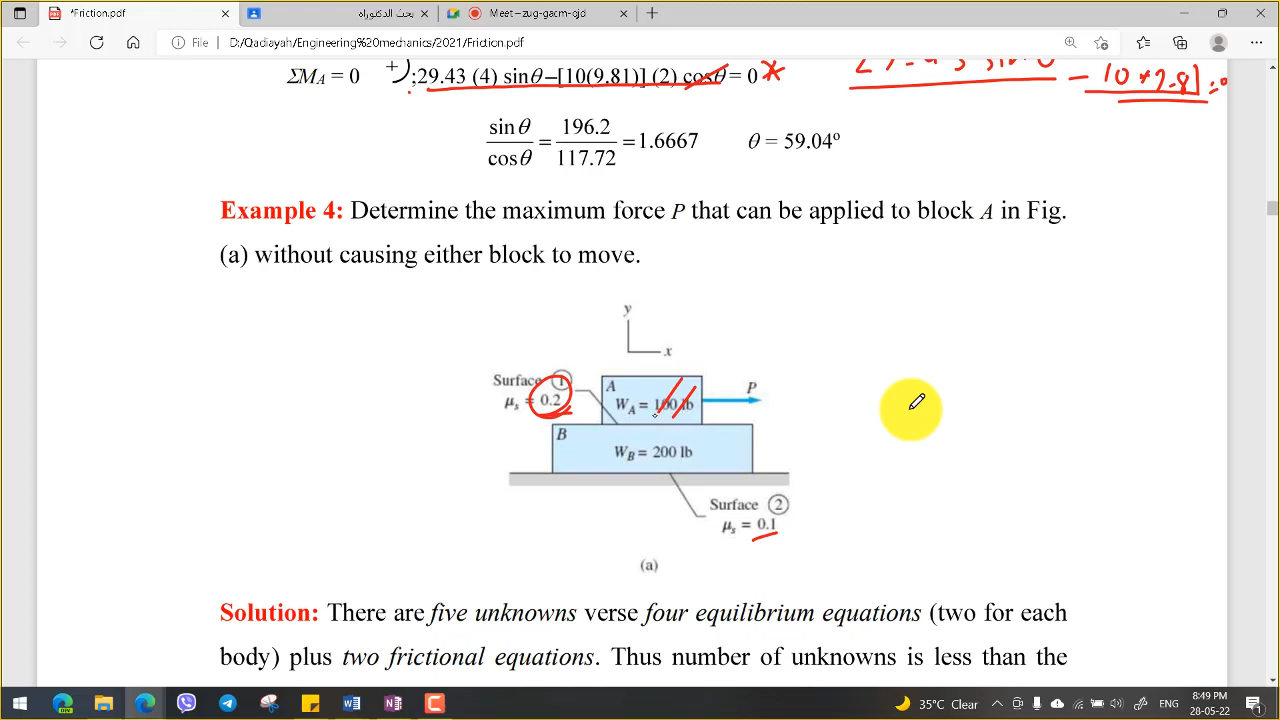 *Friction.pdf
بحث الدكتوراه
Meet-zug-gacm-qjd
File
D:/Qadiayah/Engineering%20mechanics/2021/Friction.pdf
ΣM_A = 0 +;29.43 (4) sinθ–[10(9.81)] (2) cosθ = 0 *
– 10*9.81 = 0
sinθ/cosθ = 196.2/117.72 = 1.6667 θ = 59.04º
Example 4: Determine the maximum force P that can be applied to block A in Fig.
(a) without causing either block to move.
y
x
Surface ①
μs = 0.2
A
W_A = 100 lb
P
B
W_B = 200 lb
Surface ②
μs = 0.1
(a)
Solution: There are five unknowns verse four equilibrium equations (two for each
body) plus two frictional equations. Thus number of unknowns is less than the
35°C Clear
ENG
8:49 PM
28-05-22